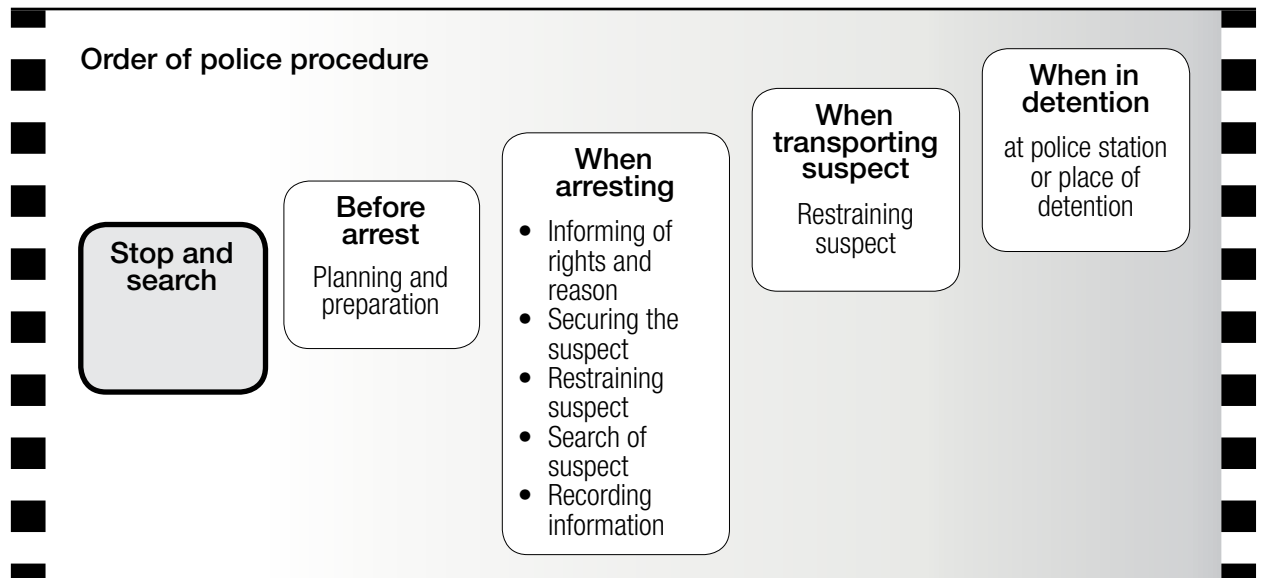 Order of police procedure
Stop and
search
Before
arrest
Planning and
preparation
When
arresting
• Informing of
rights and
reason
• Securing the
suspect
• Restraining
suspect
• Search of
suspect
• Recording
information
When
transporting
suspect
Restraining
suspect
When in
detention
at police station
or place of
detention